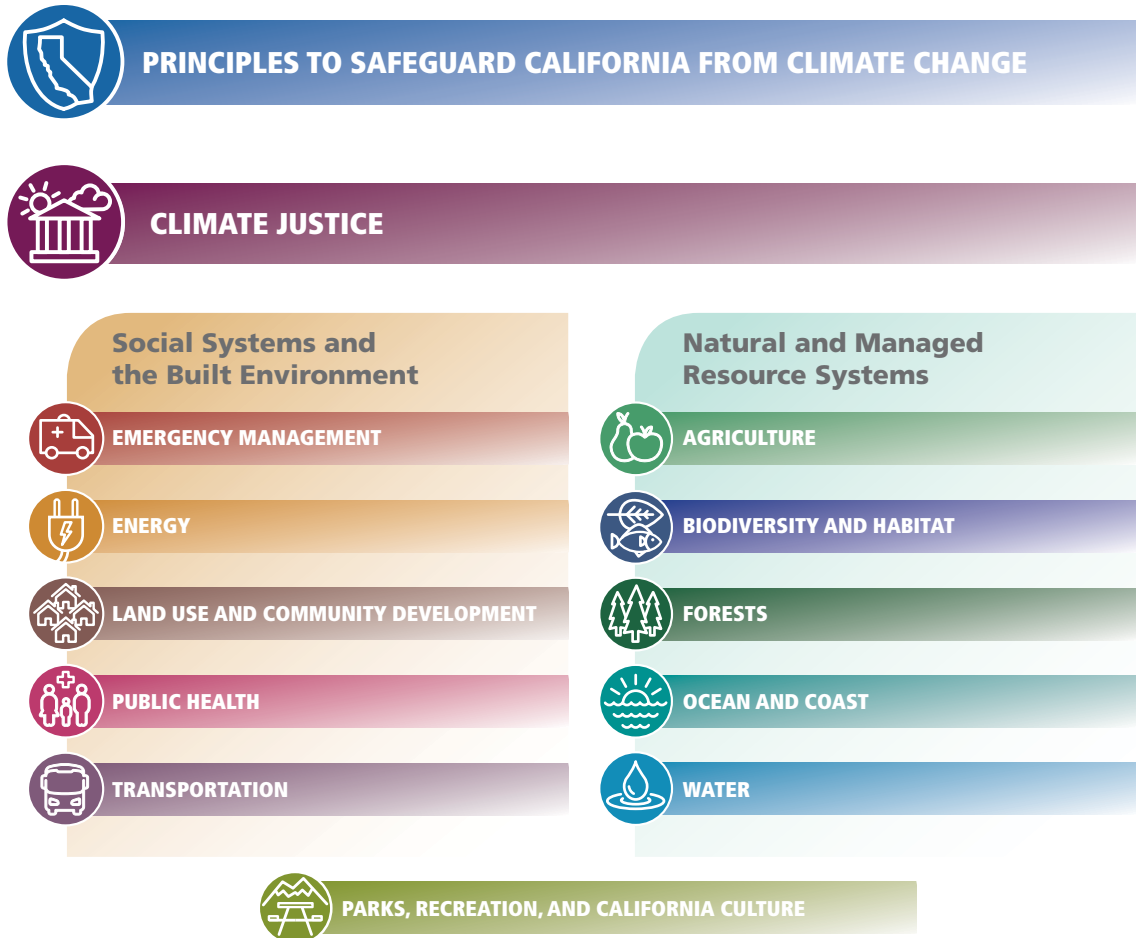 PRINCIPLES TO SAFEGUARD CALIFORNIA FROM CLIMATE CHANGE
CLIMATE JUSTICE
Social Systems and
the Built Environment
EMERGENCY MANAGEMENT
ENERGY
LAND USE AND COMMUNITY DEVELOPMENT
PUBLIC HEALTH
TRANSPORTATION
Natural and Managed
Resource Systems
AGRICULTURE
BIODIVERSITY AND HABITAT
FORESTS
OCEAN AND COAST
WATER
PARKS, RECREATION, AND CALIFORNIA CULTURE